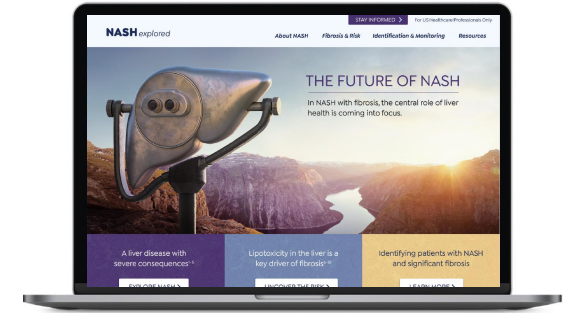 STAY INFORMED >
For US Healthcare Professionals Only
NASH explored
About NASH
Fibrosis & Risk
Identification & Monitoring
Resources
THE FUTURE OF NASH
In NASH with fibrosis, the central role of liver
health is coming into focus.
A liver disease with
severe consequences
Lipotoxicity in the liver is a
key driver of fibrosis
Identifying patients with NASH
and significant fibrosis
EXPLORE NASH >
UNCOVER THE RISK >
LEARN MORE >